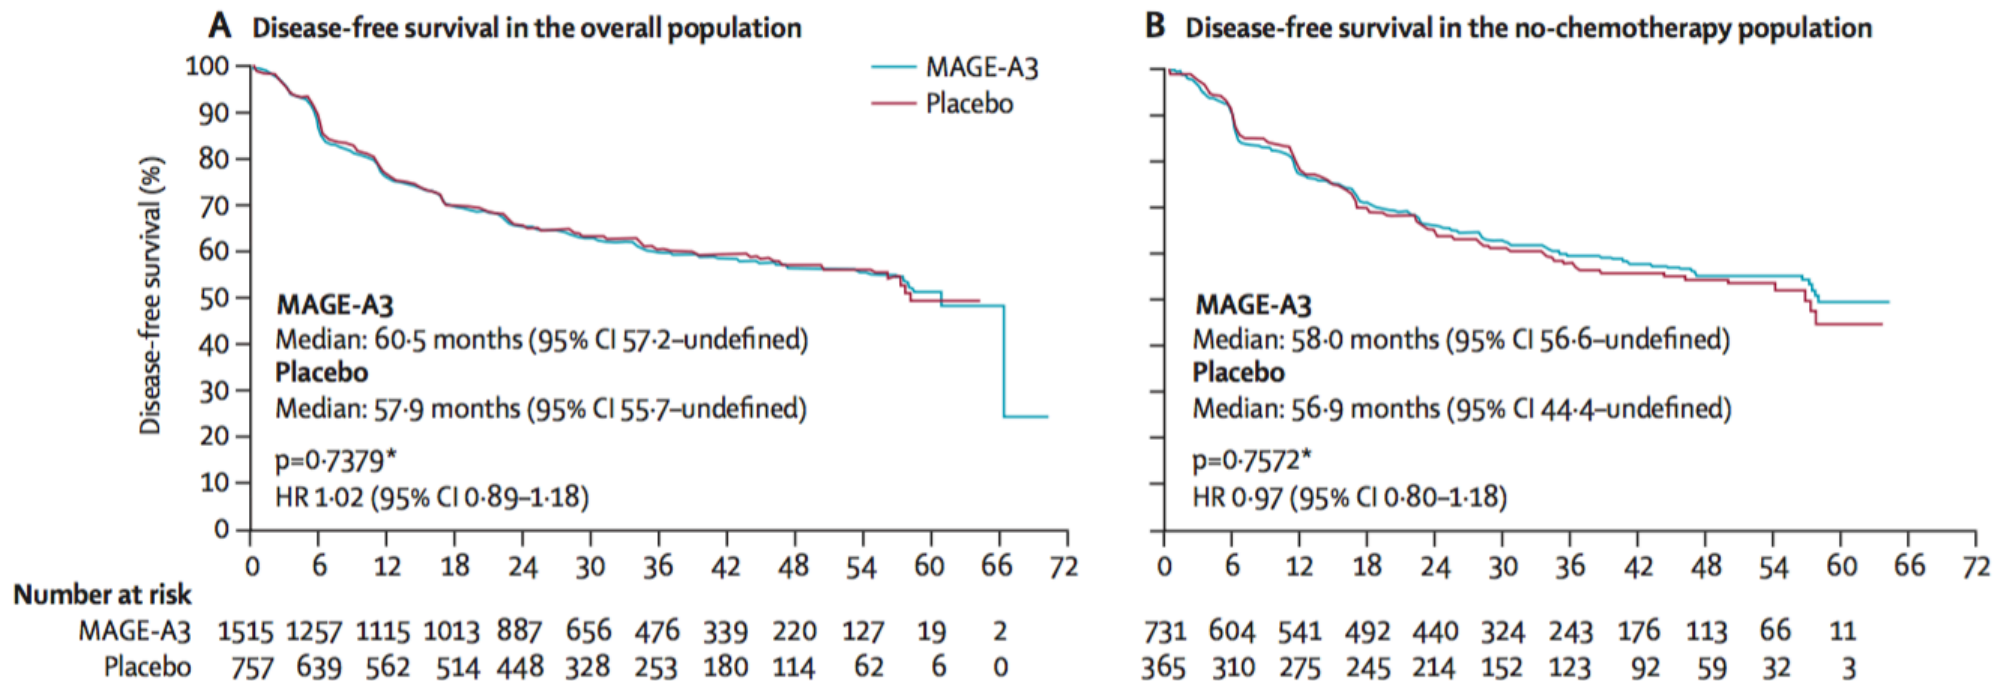 A Disease-free survival in the overall population
MAGE-A3
Placebo
Disease-free survival (%)
100
90
80
70
60
50
40
30
20
10
0
MAGE-A3
Median: 60·5 months (95% CI 57·2–undefined)
Placebo
Median: 57·9 months (95% CI 55·7–undefined)
p=0·7379*
HR 1·02 (95% CI 0·89–1·18)
0 6 12 18 24 30 36 42 48 54 60 66 72
B Disease-free survival in the no-chemotherapy population
MAGE-A3
Median: 58·0 months (95% CI 56·6–undefined)
Placebo
Median: 56·9 months (95% CI 44·4–undefined)
p=0·7572*
HR 0·97 (95% CI 0·80–1·18)
0 6 12 18 24 30 36 42 48 54 60 66 72
Number at risk
MAGE-A3 1515 1257 1115 1013 887 656 476 339 220 127 19 2 731 604 541 492 440 324 243 176 113 66 11
Placebo 757 639 562 514 448 328 253 180 114 62 6 0 365 310 275 245 214 152 123 92 59 32 3